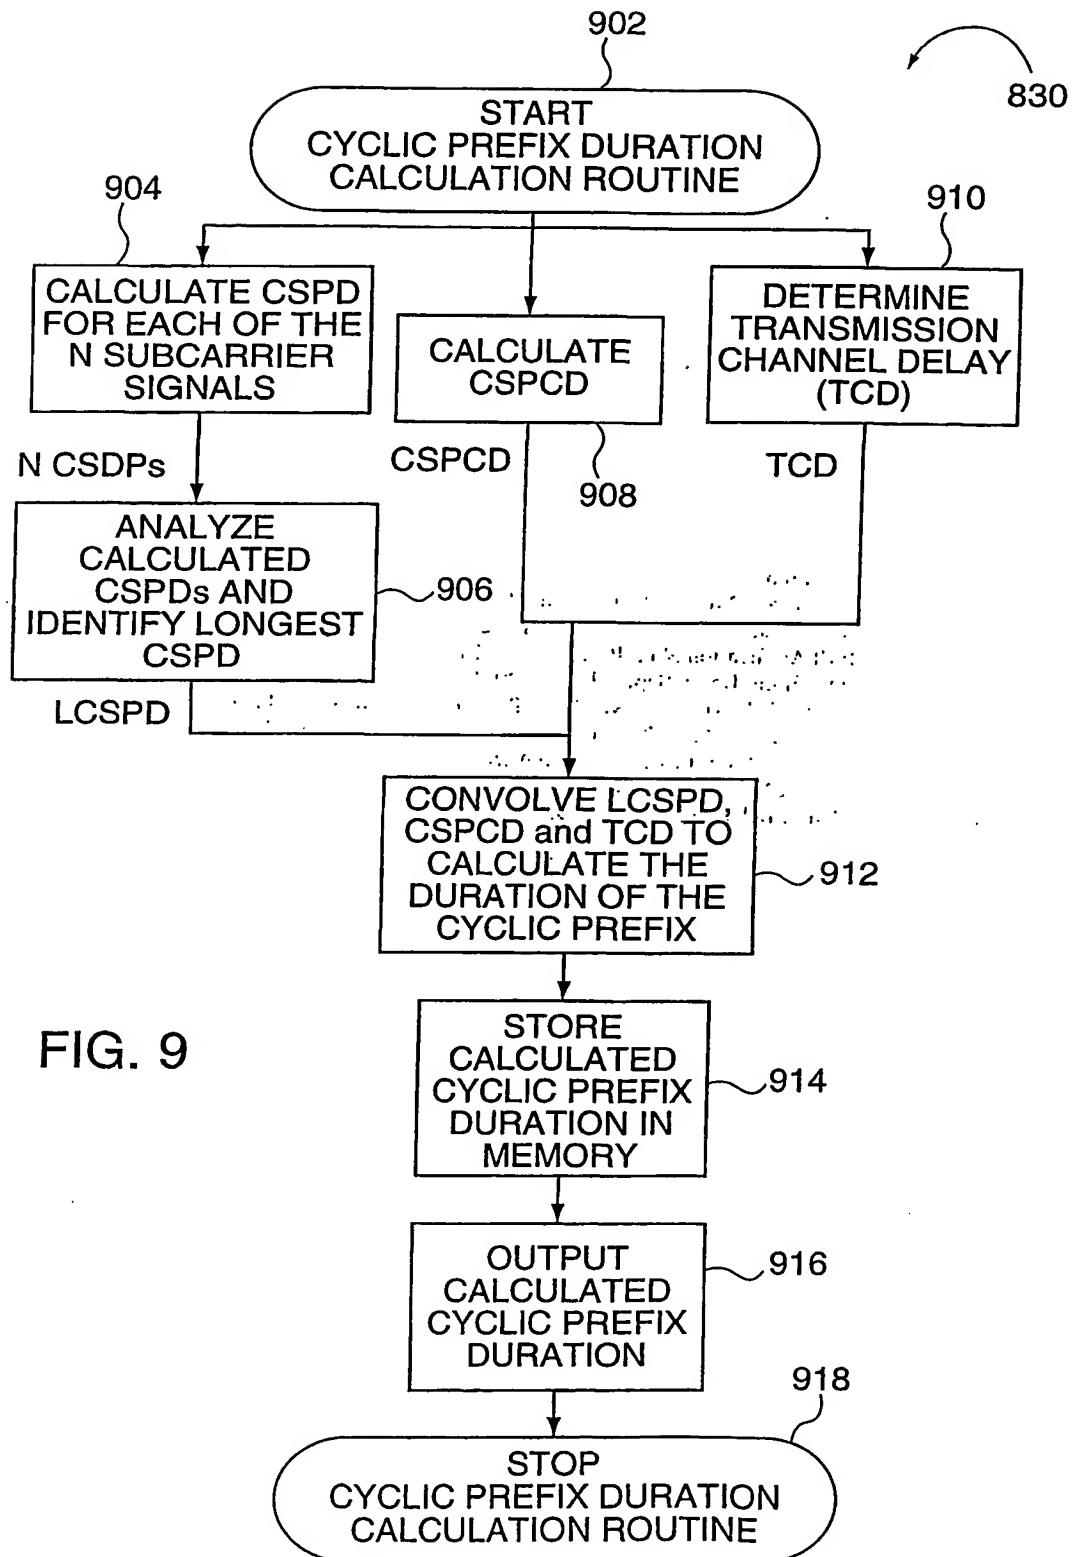 902
830
START
CYCLIC PREFIX DURATION
CALCULATION ROUTINE
904
910
CALCULATE CSPD
FOR EACH OF THE
N SUBCARRIER
SIGNALS
CALCULATE
CSPCD
DETERMINE
TRANSMISSION
CHANNEL DELAY
(TCD)
N CSDPs
CSPCD
908
TCD
ANALYZE
CALCULATED
CSPDs AND
IDENTIFY LONGEST
CSPD
906
LCSPD
CONVOLVE LCSPD,
CSPCD and TCD TO
CALCULATE THE
DURATION OF THE
CYCLIC PREFIX
912
FIG. 9
STORE
CALCULATED
CYCLIC PREFIX
DURATION IN
MEMORY
914
OUTPUT
CALCULATED
CYCLIC PREFIX
DURATION
916
918
STOP
CYCLIC PREFIX DURATION
CALCULATION ROUTINE